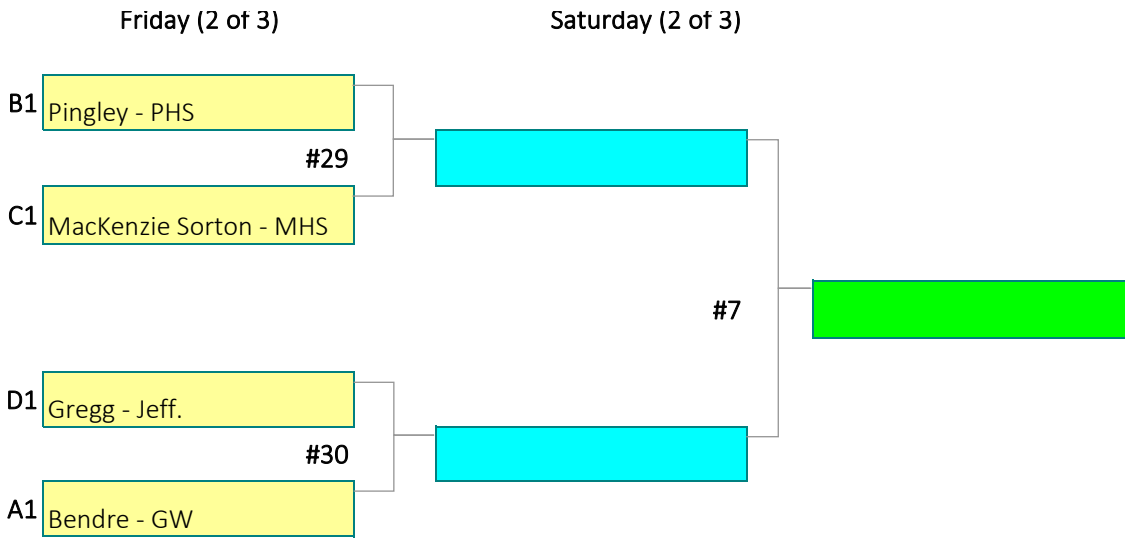 Friday (2 of 3) Saturday (2 of 3)
B1 Pingley - PHS
#29
C1 MacKenzie Sorton - MHS
#7
D1 Gregg - Jeff.
#30
A1 Bendre - GW